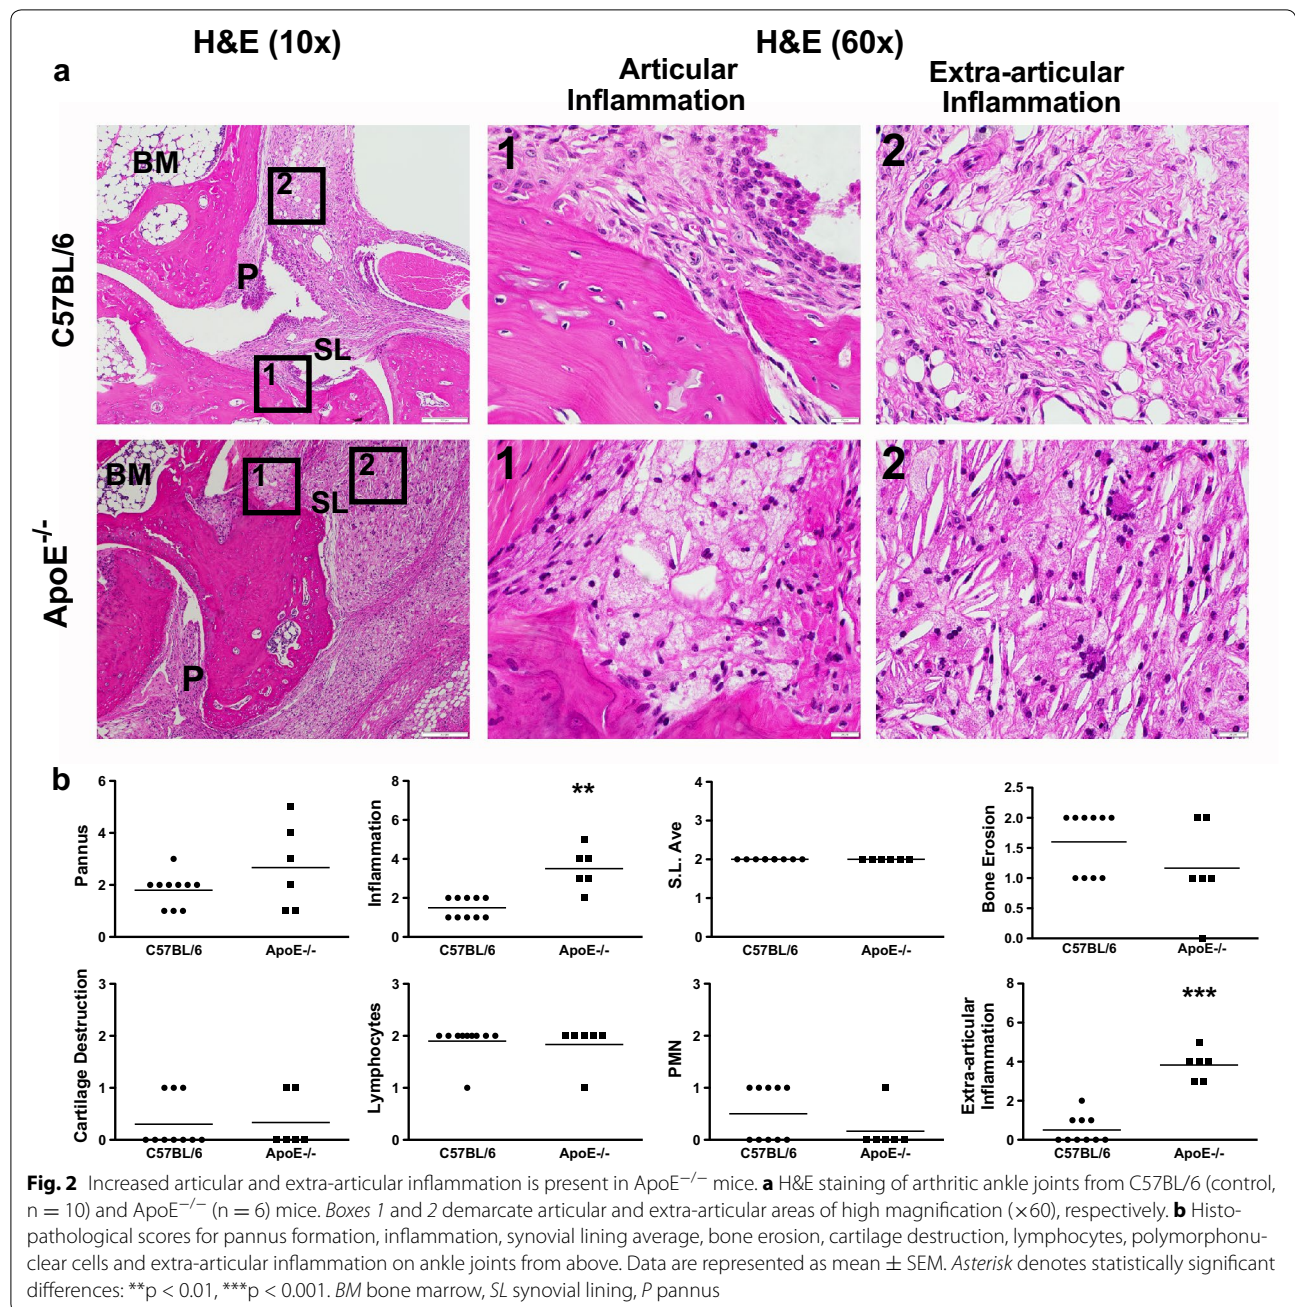 H&E (10x)
H&E (60x)
a
Articular
Inflammation
Extra-articular
Inflammation
C57BL/6
BM
2
P
SL
1
1
2
ApoE-/-
BM
1
2
SL
P
1
2
b
Pannus
6
4
2
0
C57BL/6
ApoE-/-
Inflammation
8
6
4
2
0
**
C57BL/6
ApoE-/-
S.L. Ave
4
3
2
1
0
C57BL/6
ApoE-/-
Bone Erosion
2.5
2.0
1.5
1.0
0.5
0.0
C57BL/6
ApoE-/-
Cartilage Destruction
3
2
1
0
C57BL/6
ApoE-/-
Lymphocytes
3
2
1
0
C57BL/6
ApoE-/-
PMN
3
2
1
0
C57BL/6
ApoE-/-
Extra-articular
Inflammation
8
6
4
2
0
***
C57BL/6
ApoE-/-
Fig. 2 Increased articular and extra-articular inflammation is present in ApoE−/− mice. a H&E staining of arthritic ankle joints from C57BL/6 (control,
n = 10) and ApoE−/− (n = 6) mice. Boxes 1 and 2 demarcate articular and extra-articular areas of high magnification (×60), respectively. b Histo-
pathological scores for pannus formation, inflammation, synovial lining average, bone erosion, cartilage destruction, lymphocytes, polymorphonu-
clear cells and extra-articular inflammation on ankle joints from above. Data are represented as mean ± SEM. Asterisk denotes statistically significant
differences: **p < 0.01, ***p < 0.001. BM bone marrow, SL synovial lining, P pannus